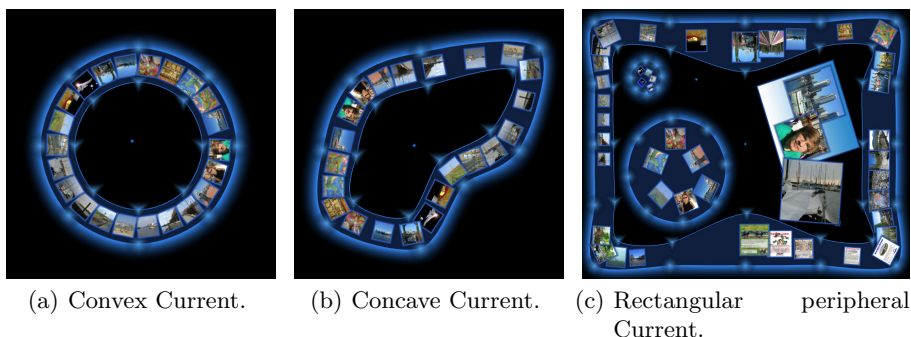 (a) Convex Current.
(b) Concave Current.
(c) Rectangular peripheral
Current.